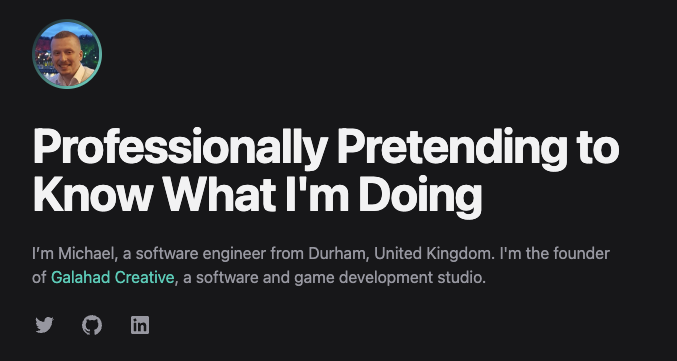 Professionally Pretending to
Know What I'm Doing
I’m Michael, a software engineer from Durham, United Kingdom. I'm the founder
of Galahad Creative, a software and game development studio.